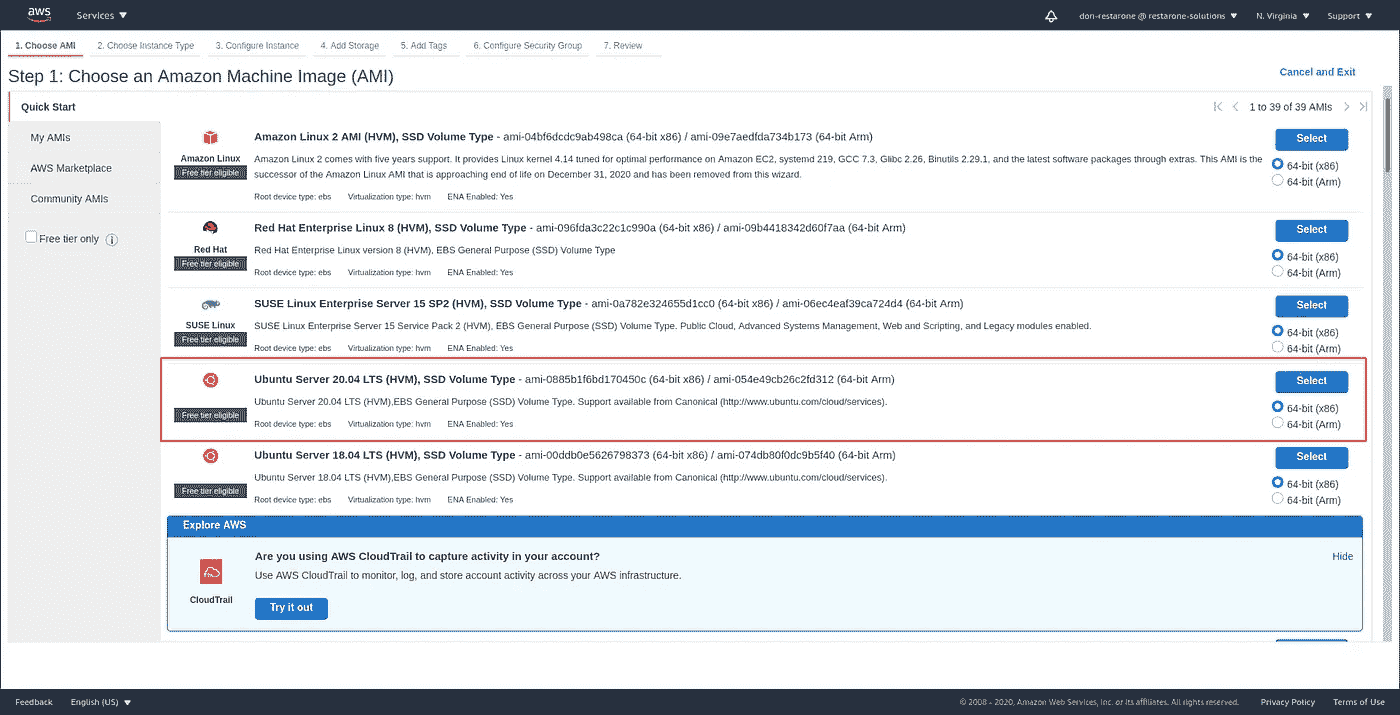 aws Services don-restarone @ restarone-solutions N. Virginia Support
1. Choose AMI 2. Choose Instance Type 3. Configure Instance 4. Add Storage 5. Add Tags 6. Configure Security Group 7. Review
Step 1: Choose an Amazon Machine Image (AMI)
Cancel and Exit
Quick Start
My AMIs
AWS Marketplace
Community AMIs
Free tier only
1 to 39 of 39 AMIs
Amazon Linux
Free tier eligible
Amazon Linux 2 AMI (HVM), SSD Volume Type - ami-04bf6dcdc9ab498ca (64-bit x86) / ami-09e7aedfda734b173 (64-bit Arm)
Amazon Linux 2 comes with five years support. It provides Linux kernel 4.14 tuned for optimal performance on Amazon EC2, systemd 219, GCC 7.3, Glibc 2.26, Binutils 2.29.1, and the latest software packages through extras. This AMI is the
successor of the Amazon Linux AMI that is approaching end of life on December 31, 2020 and has been removed from this wizard.
Root device type: ebs Virtualization type: hvm ENA Enabled: Yes
Select
64-bit (x86)
64-bit (Arm)
Red Hat
Free tier eligible
Red Hat Enterprise Linux 8 (HVM), SSD Volume Type - ami-096fda3c22c1c990a (64-bit x86) / ami-09b4418342d60f7aa (64-bit Arm)
Red Hat Enterprise Linux version 8 (HVM), EBS General Purpose (SSD) Volume Type
Root device type: ebs Virtualization type: hvm ENA Enabled: Yes
Select
64-bit (x86)
64-bit (Arm)
SUSE Linux
Free tier eligible
SUSE Linux Enterprise Server 15 SP2 (HVM), SSD Volume Type - ami-0a782e324655d1cc0 (64-bit x86) / ami-06ec4eaf39ca724d4 (64-bit Arm)
SUSE Linux Enterprise Server 15 Service Pack 2 (HVM), EBS General Purpose (SSD) Volume Type. Public Cloud, Advanced Systems Management, Web and Scripting, and Legacy modules enabled.
Root device type: ebs Virtualization type: hvm ENA Enabled: Yes
Select
64-bit (x86)
64-bit (Arm)
Free tier eligible
Ubuntu Server 20.04 LTS (HVM), SSD Volume Type - ami-0885b1f6bd170450c (64-bit x86) / ami-054e49cb26c2fd312 (64-bit Arm)
Ubuntu Server 20.04 LTS (HVM),EBS General Purpose (SSD) Volume Type. Support available from Canonical (http://www.ubuntu.com/cloud/services).
Root device type: ebs Virtualization type: hvm ENA Enabled: Yes
Select
64-bit (x86)
64-bit (Arm)
Free tier eligible
Ubuntu Server 18.04 LTS (HVM), SSD Volume Type - ami-00ddb0e5626798373 (64-bit x86) / ami-074db80f0dc9b5f40 (64-bit Arm)
Ubuntu Server 18.04 LTS (HVM),EBS General Purpose (SSD) Volume Type. Support available from Canonical (http://www.ubuntu.com/cloud/services).
Root device type: ebs Virtualization type: hvm ENA Enabled: Yes
Select
64-bit (x86)
64-bit (Arm)
Explore AWS
CloudTrail
Are you using AWS CloudTrail to capture activity in your account?
Hide
Use AWS CloudTrail to monitor, log, and store account activity across your AWS infrastructure.
Try it out
Feedback English (US) © 2008 - 2020, Amazon Web Services, Inc. or its affiliates. All rights reserved. Privacy Policy Terms of Use